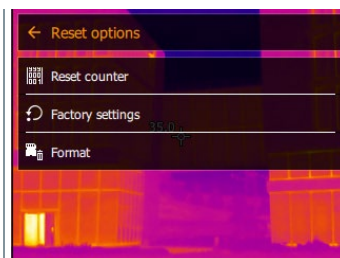 Reset options
Reset counter
Factory settings
35.0
Format